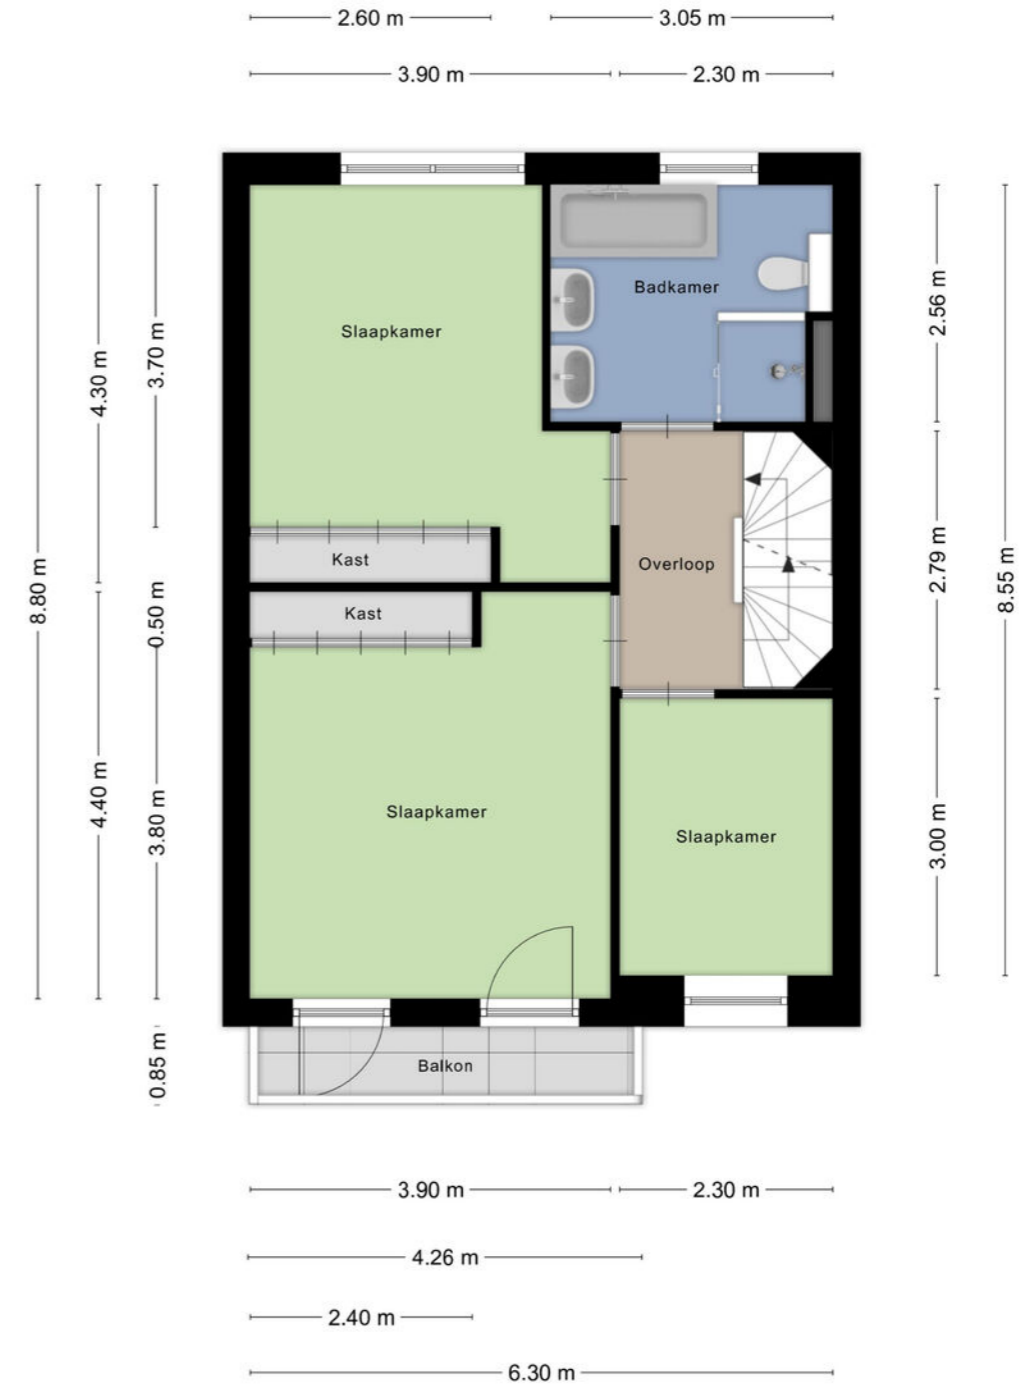 2.60 m
3.05 m
3.90 m
2.30 m
Slaapkamer
Badkamer
Kast
Kast
Overloop
Slaapkamer
Slaapkamer
Balkon
8.80 m
4.30 m
3.70 m
0.50 m
4.40 m
3.80 m
0.85 m
2.56 m
2.79 m
3.00 m
8.55 m
3.90 m
2.30 m
4.26 m
2.40 m
6.30 m